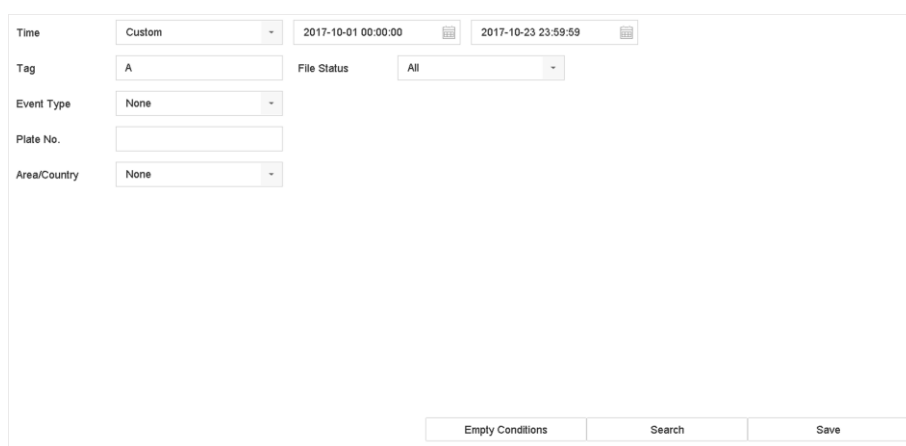 Time Custom 2017-10-01 00:00:00 2017-10-23 23:59:59
Tag A File Status All
Event Type None
Plate No.
Area/Country None
Empty Conditions Search Save